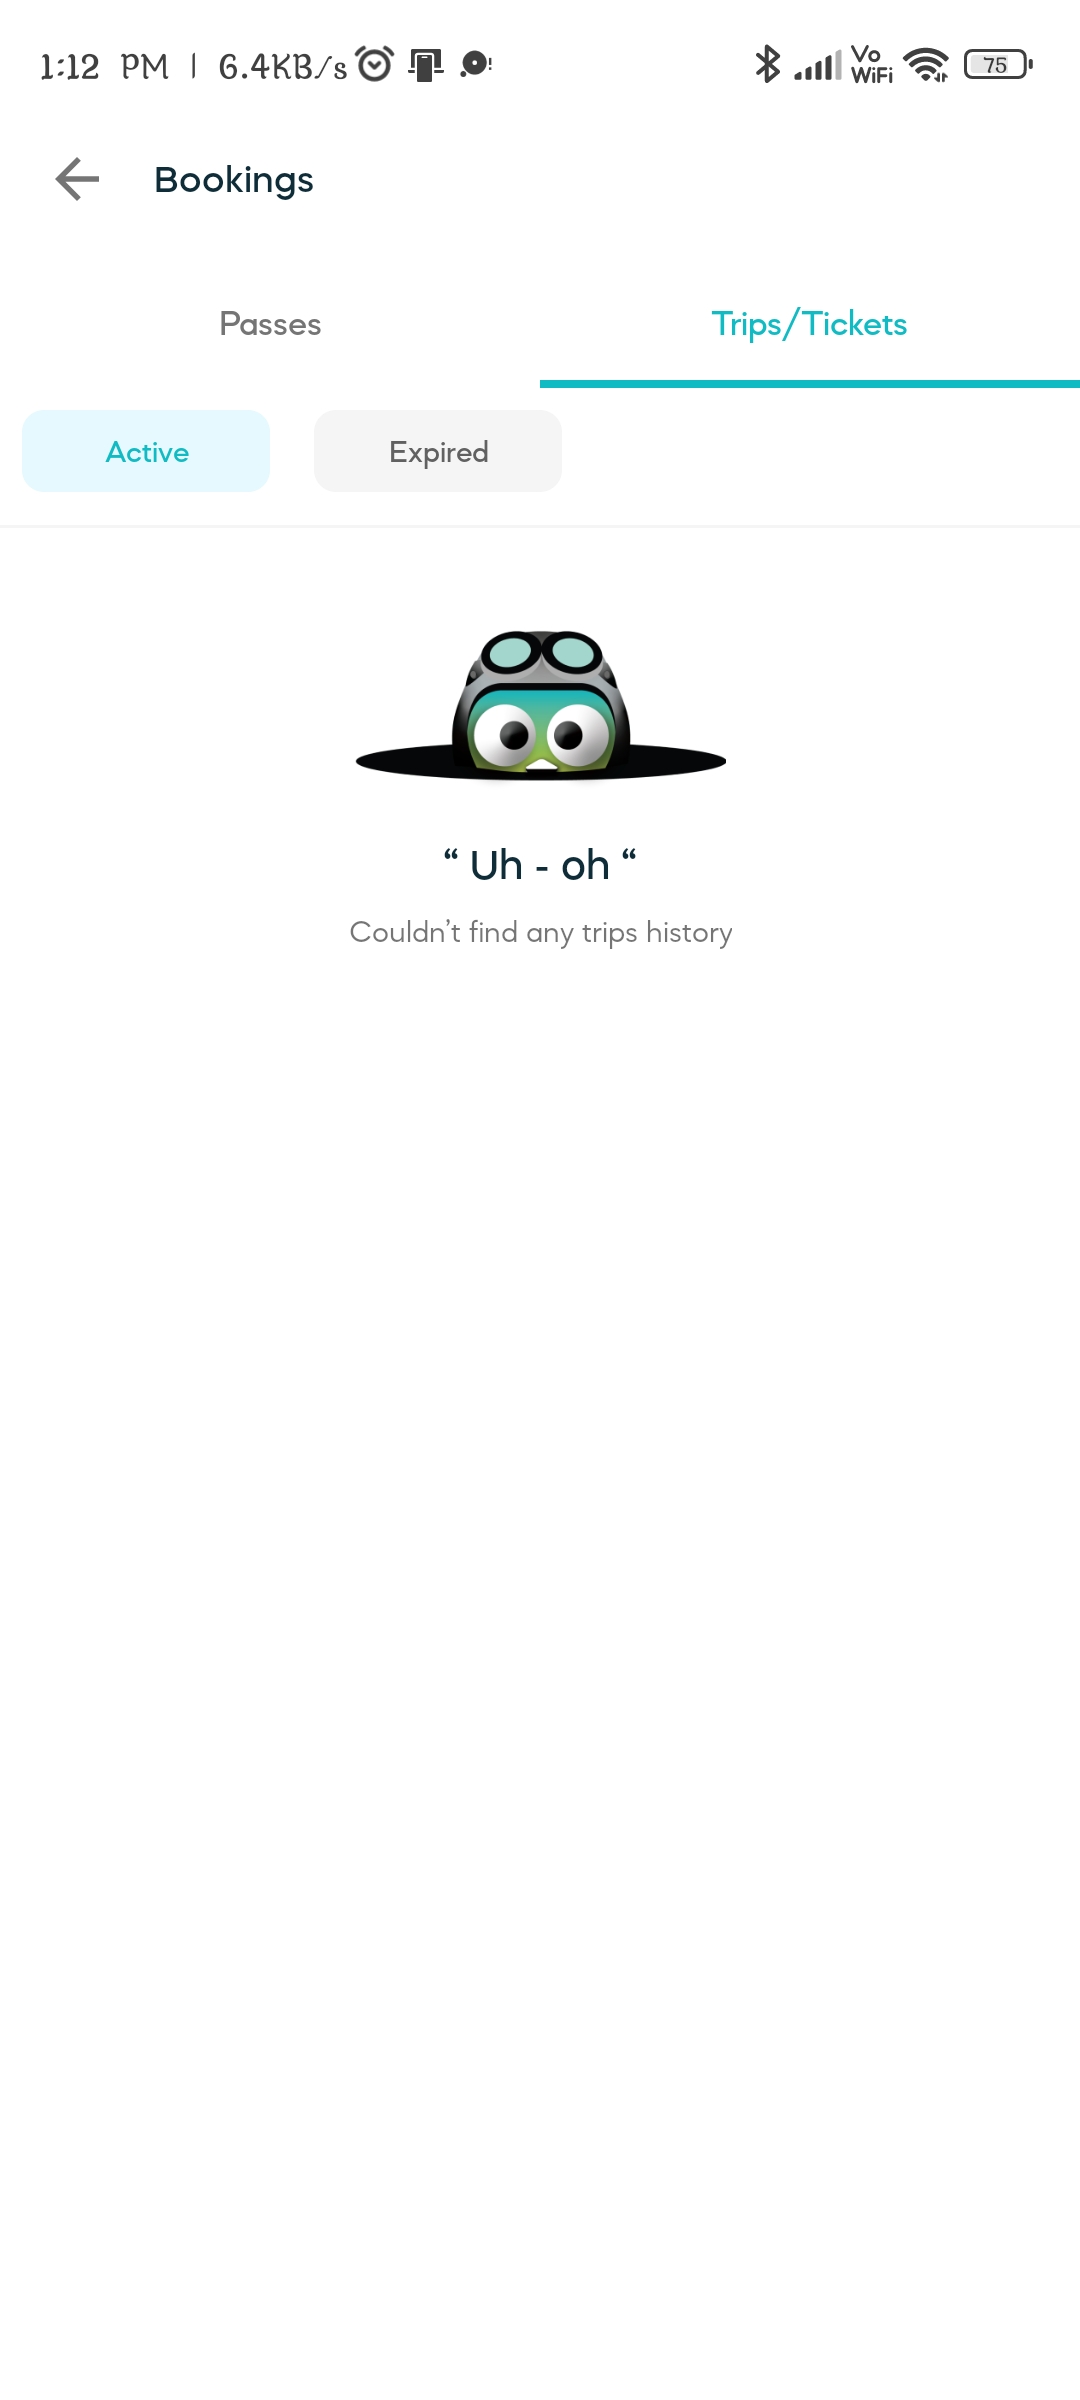 1:12 PM | 6.4KB/s
Vo
WiFi
75
Bookings
Passes
Trips/Tickets
Active
Expired
“ Uh - oh “
Couldn’t find any trips history